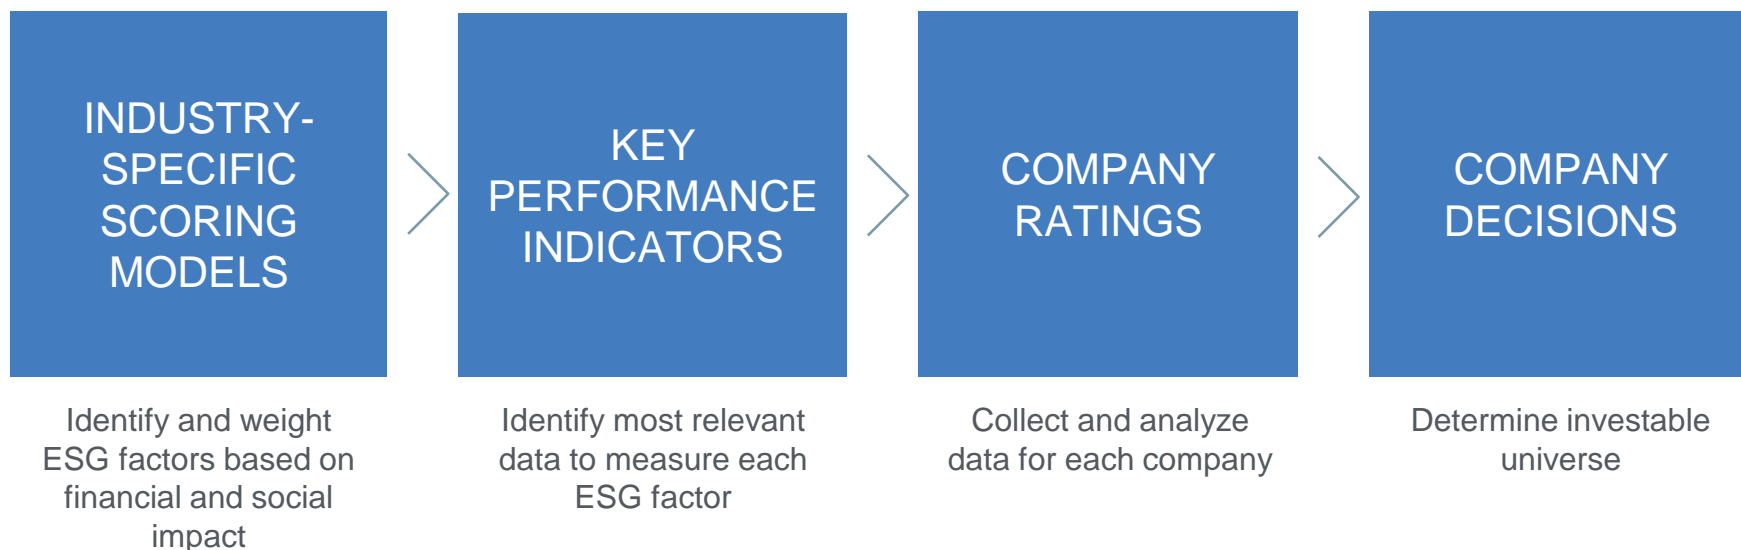 INDUSTRY-
SPECIFIC
SCORING
MODELS
Identify and weight
ESG factors based on
financial and social
impact
KEY
PERFORMANCE
INDICATORS
Identify most relevant
data to measure each
ESG factor
COMPANY
RATINGS
Collect and analyze
data for each company
COMPANY
DECISIONS
Determine investable
universe